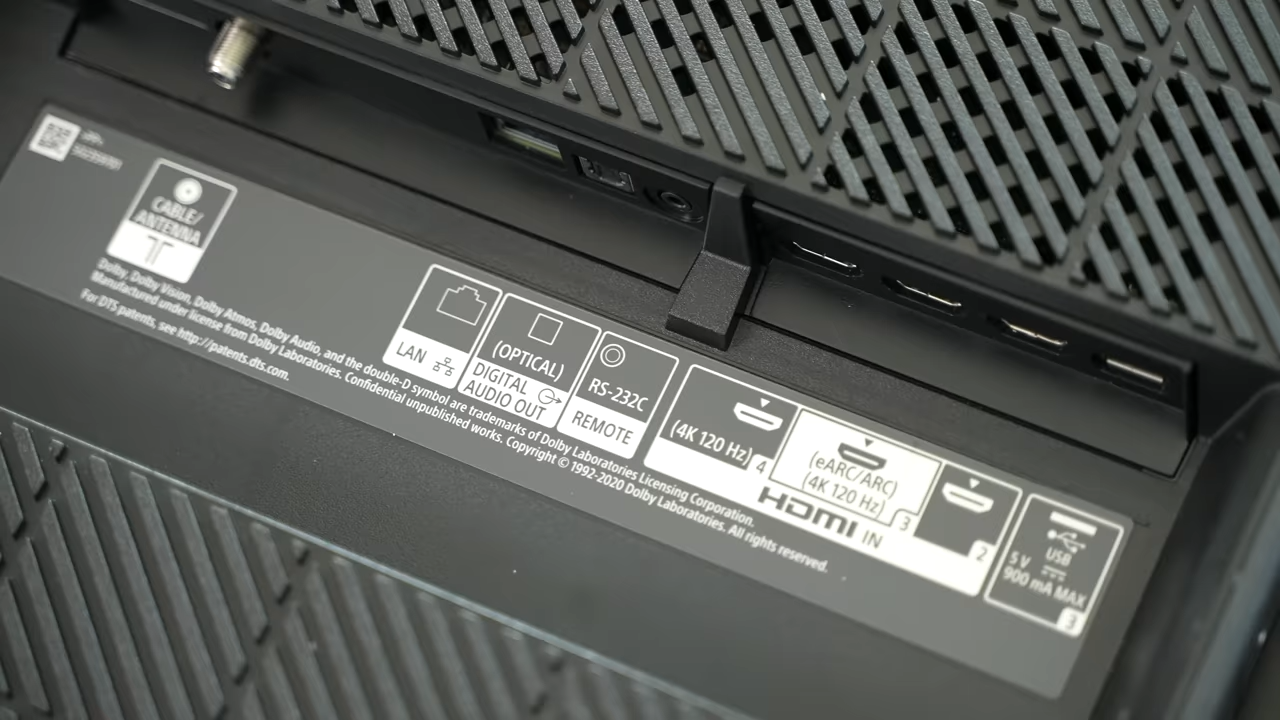 CABLE/
ANTENNA
Dolby, Dolby Vision, Dolby Atmos, Dolby Audio, and the double-D symbol are trademarks of Dolby Laboratories Licensing Corporation.
Manufactured under license from Dolby Laboratories. Confidential unpublished works. Copyright © 1992-2020 Dolby Laboratories. All rights reserved.
For DTS patents, see http://patents.dts.com.
LAN
(OPTICAL)
DIGITAL
AUDIO OUT
RS-232C
REMOTE
(4K 120 Hz)
4
(eARC/ARC)
(4K 120 Hz)
3
2
HDMI IN
USB
5 V
900 mA MAX
3